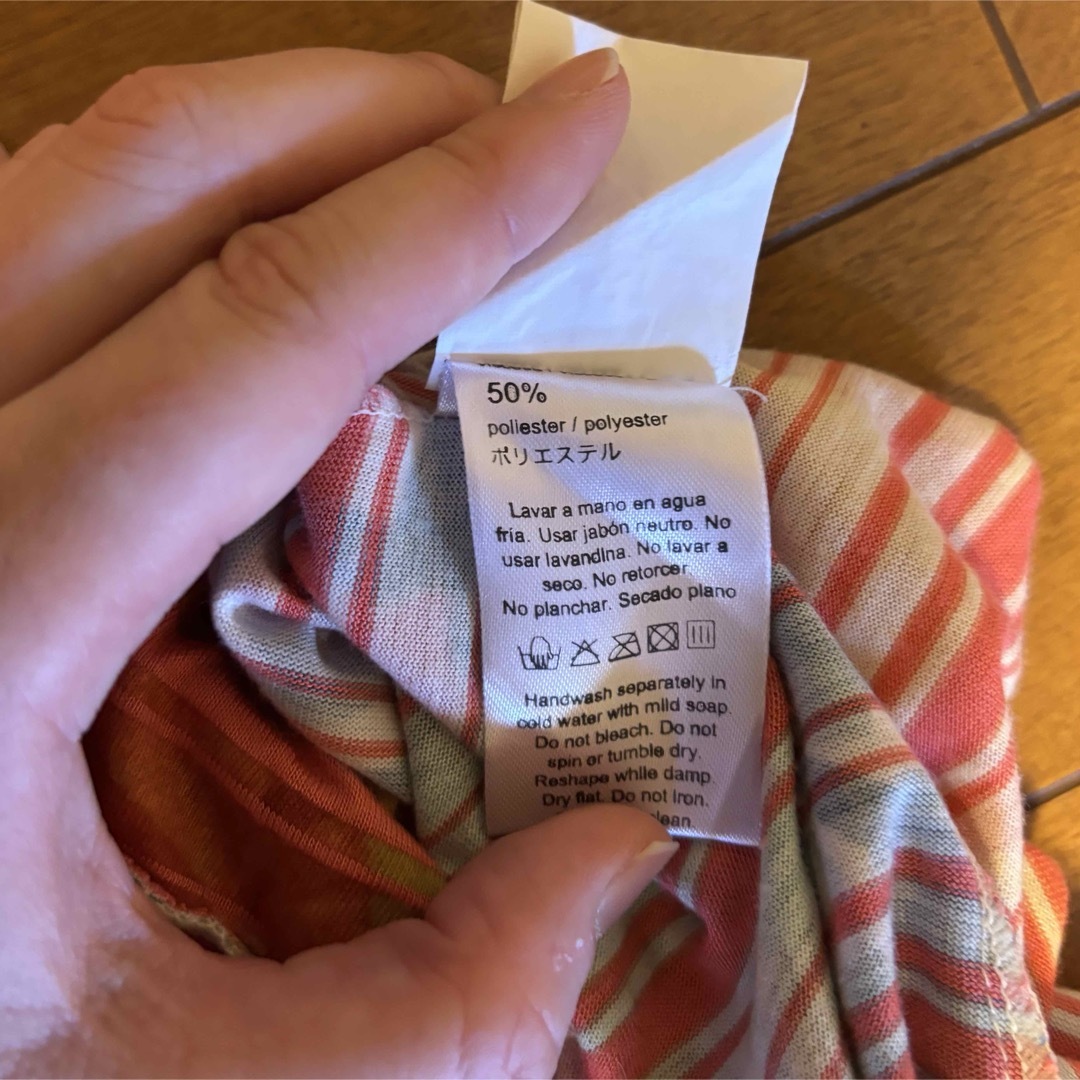 50%
poliester / polyester
ポリエステル
Lavar a mano en agua
fría. Usar jabón neutro. No
usar lavandina. No lavar a
seco. No retorcer
No planchar. Secado plano
Handwash separately in
cold water with mild soap.
Do not bleach. Do not
spin or tumble dry.
Reshape while damp.
Dry flat. Do not iron.
clean.